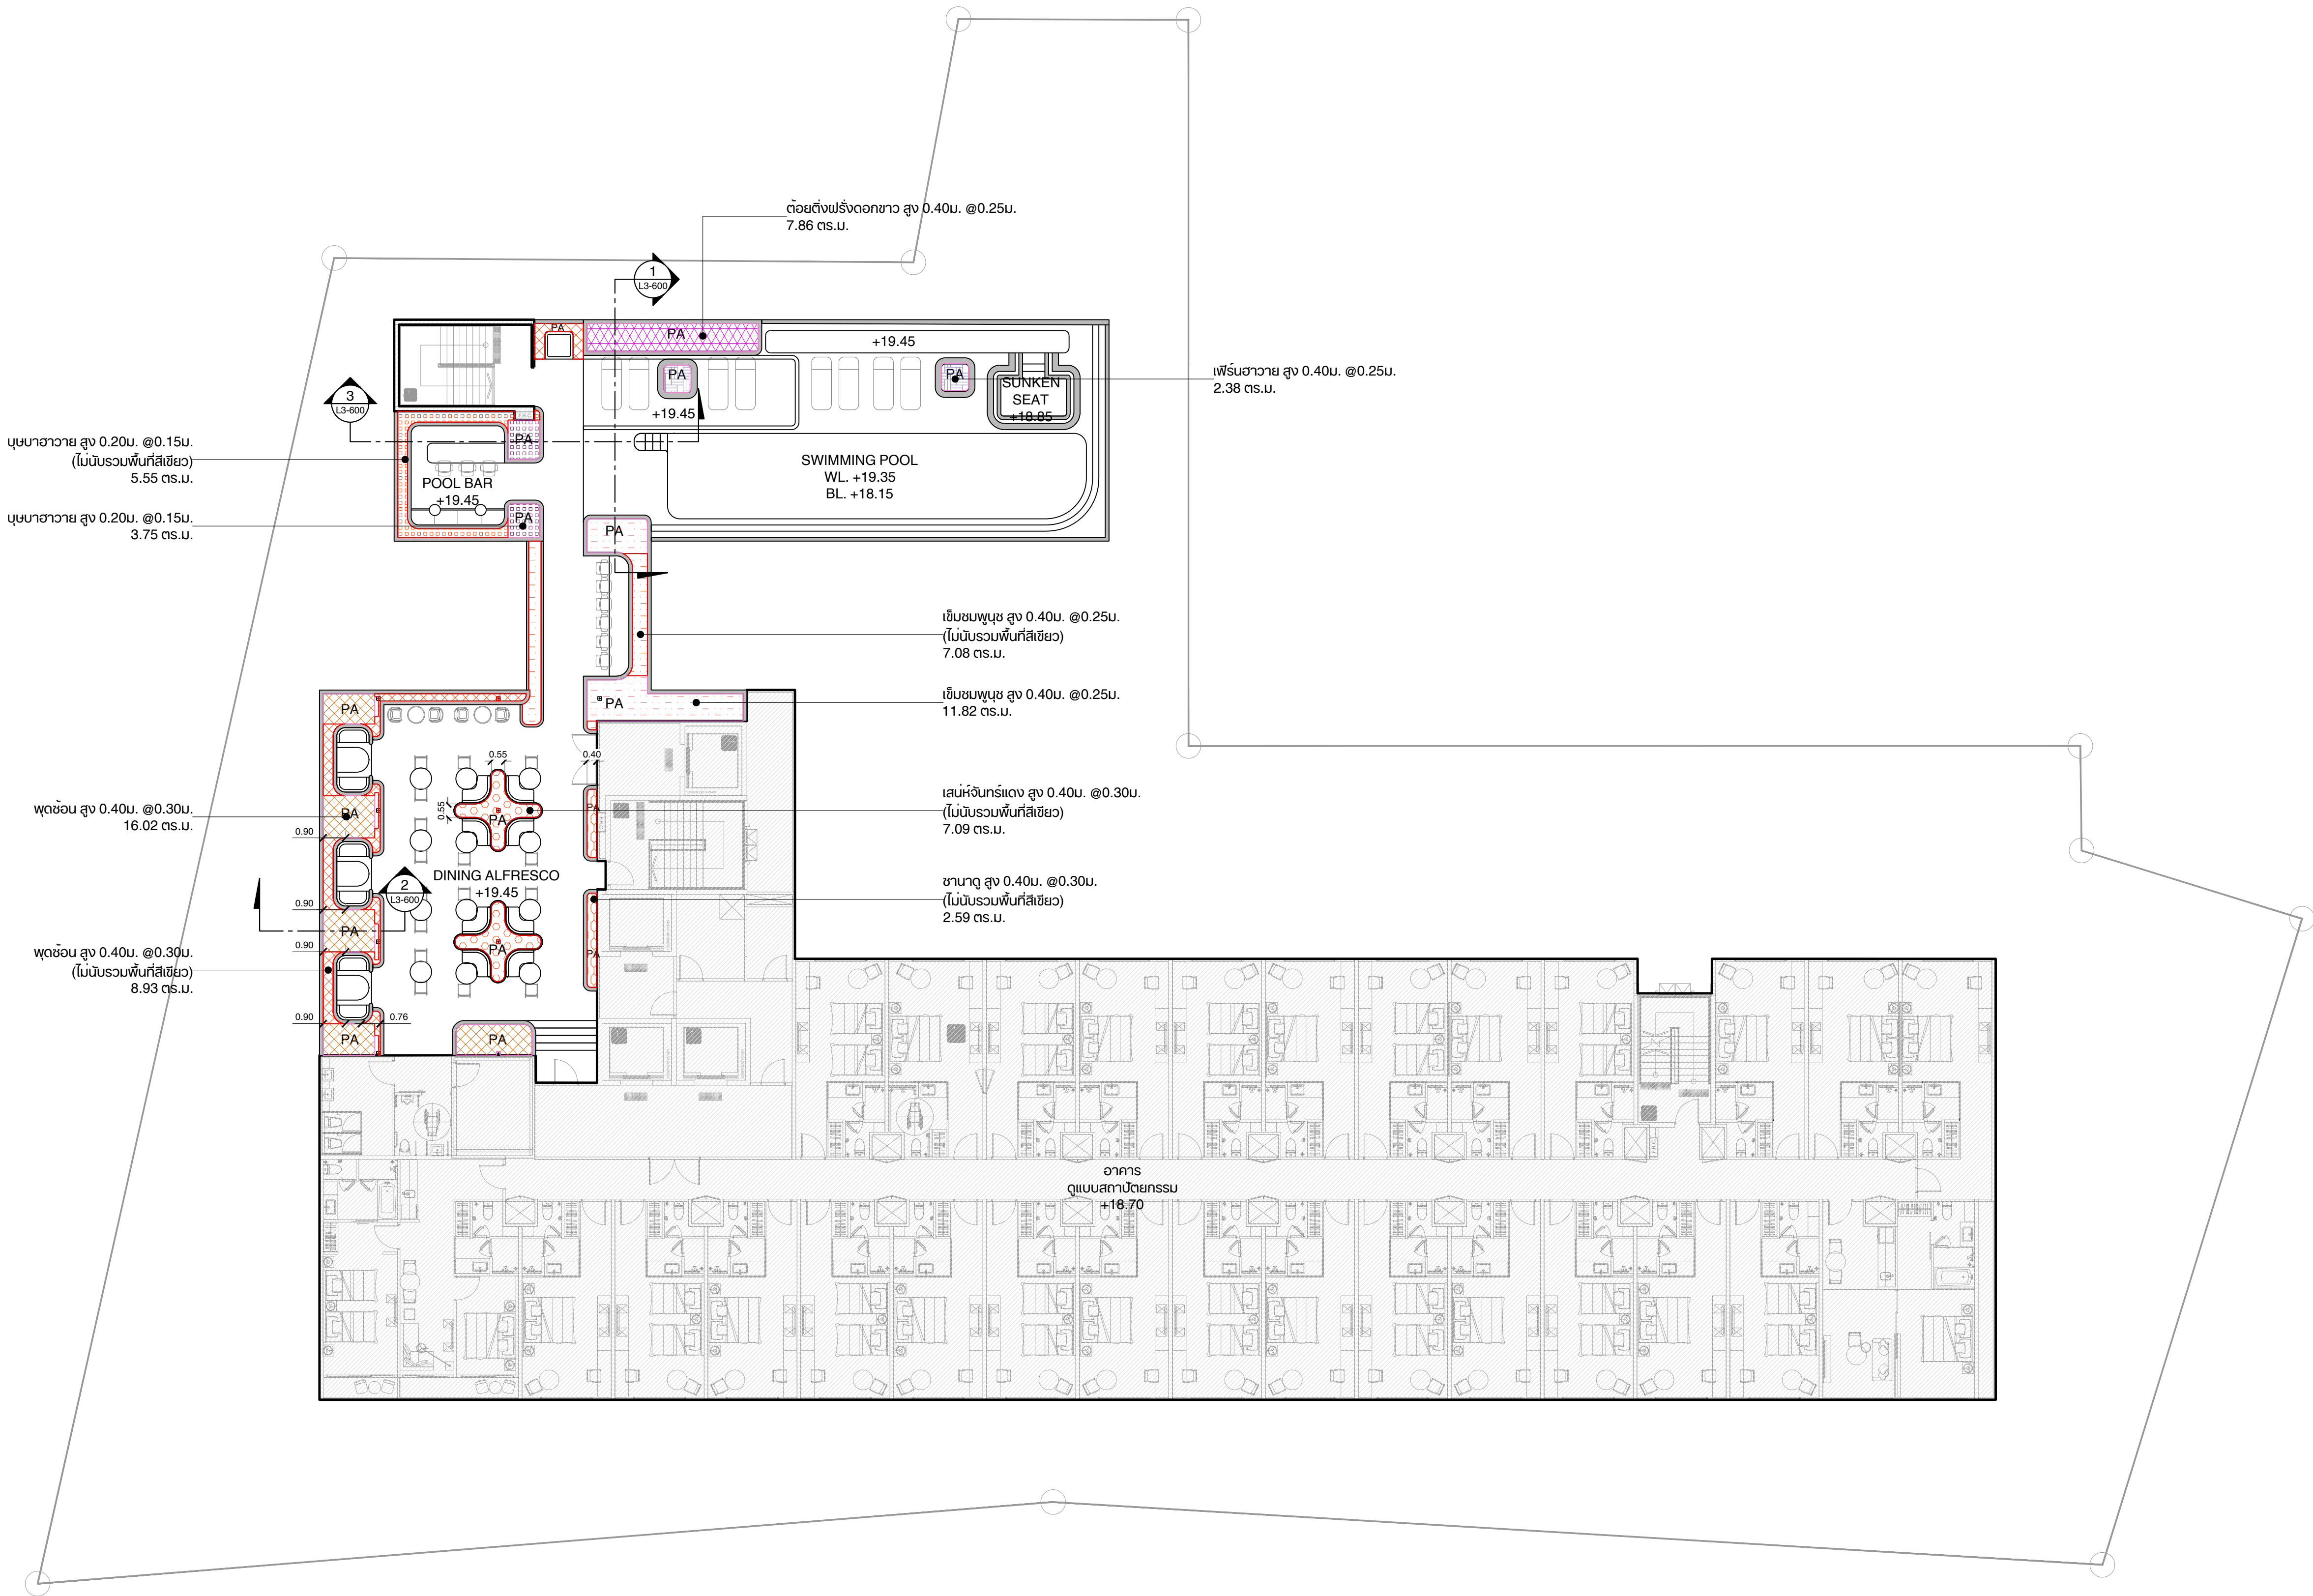 ต้อยติ่งฝรั่งดอกขาว สูง 0.40ม. @0.25ม.
7.86 ตร.ม.
1
L3-600
PA
PA
+19.45
PA
PA
เฟิร์นฮาวาย สูง 0.40ม. @0.25ม.
2.38 ตร.ม.
SUNKEN
SEAT
+18.85
3
L3-600
+19.45
PA
บุษบาฮาวาย สูง 0.20ม. @0.15ม.
(ไม่นับรวมพื้นที่สีเขียว)
5.55 ตร.ม.
POOL BAR
+19.45
SWIMMING POOL
WL. +19.35
BL. +18.15
บุษบาฮาวาย สูง 0.20ม. @0.15ม.
3.75 ตร.ม.
PA
PA
เข็มชมพูนุช สูง 0.40ม. @0.25ม.
(ไม่นับรวมพื้นที่สีเขียว)
7.08 ตร.ม.
เข็มชมพูนุช สูง 0.40ม. @0.25ม.
11.82 ตร.ม.
PA
PA
0.55
0.40
0.55
เสน่ห์จันทร์แดง สูง 0.40ม. @0.30ม.
(ไม่นับรวมพื้นที่สีเขียว)
7.09 ตร.ม.
พุดซ้อน สูง 0.40ม. @0.30ม.
16.02 ตร.ม.
PA
PA
PA
0.90
DINING ALFRESCO
+19.45
2
L3-600
ซานาดู สูง 0.40ม. @0.30ม.
(ไม่นับรวมพื้นที่สีเขียว)
2.59 ตร.ม.
0.90
PA
0.90
PA
PA
พุดซ้อน สูง 0.40ม. @0.30ม.
(ไม่นับรวมพื้นที่สีเขียว)
8.93 ตร.ม.
0.90
0.76
PA
PA
อาคาร
ดูแบบสถาปัตยกรรม
+18.70